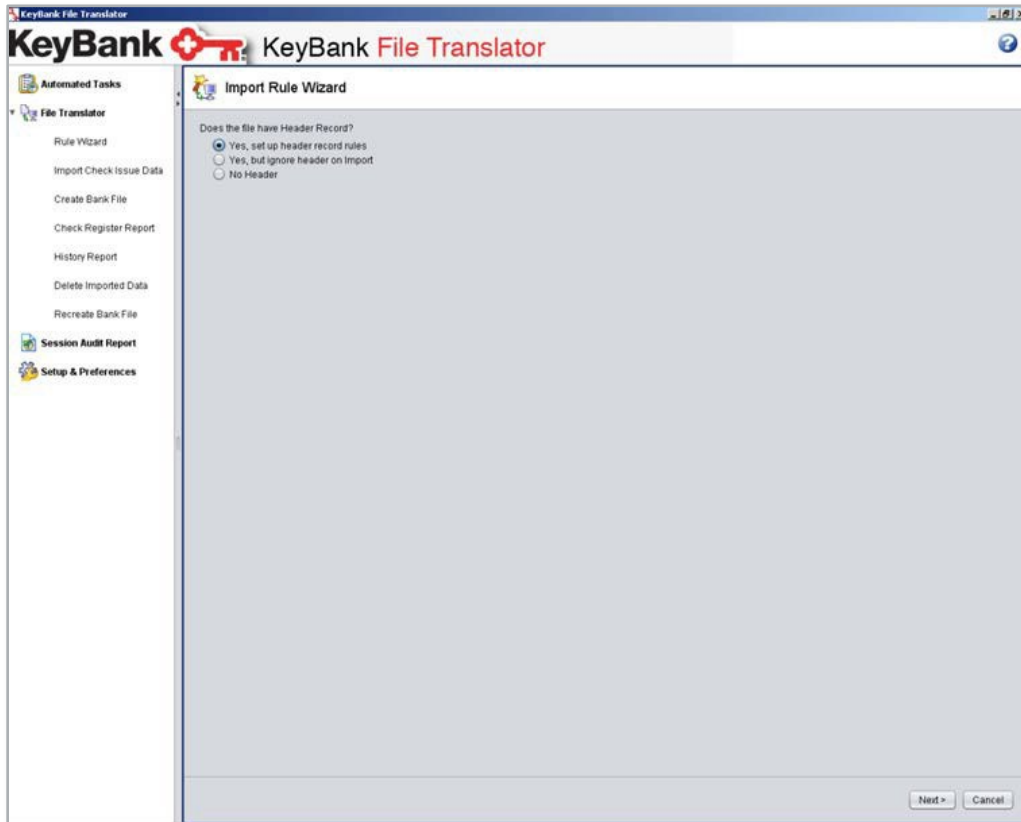 KeyBank File Translator
KeyBank KeyBank File Translator
Automated Tasks
File Translator
Rule Wizard
Import Check Issue Data
Create Bank File
Check Register Report
History Report
Delete Imported Data
Recreate Bank File
Session Audit Report
Setup & Preferences
Import Rule Wizard
Does the file have Header Record?
Yes, set up header record rules
Yes, but ignore header on Import
No Header
Next >
Cancel